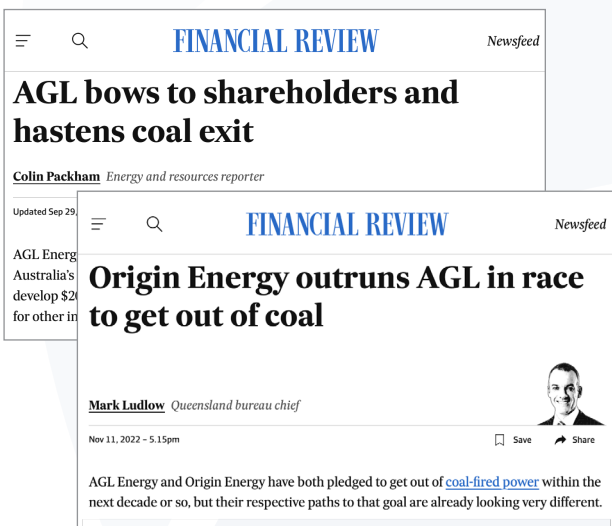 FINANCIAL REVIEW
Newsfeed
AGL bows to shareholders and
hastens coal exit
Colin Packham Energy and resources reporter
Updated Sep 29,
AGL Energ
Australia's
develop $2
for other in
FINANCIAL REVIEW
Newsfeed
Origin Energy outruns AGL in race
to get out of coal
Mark Ludlow Queensland bureau chief
Nov 11, 2022 – 5.15pm
Save
Share
AGL Energy and Origin Energy have both pledged to get out of coal-fired power within the
next decade or so, but their respective paths to that goal are already looking very different.